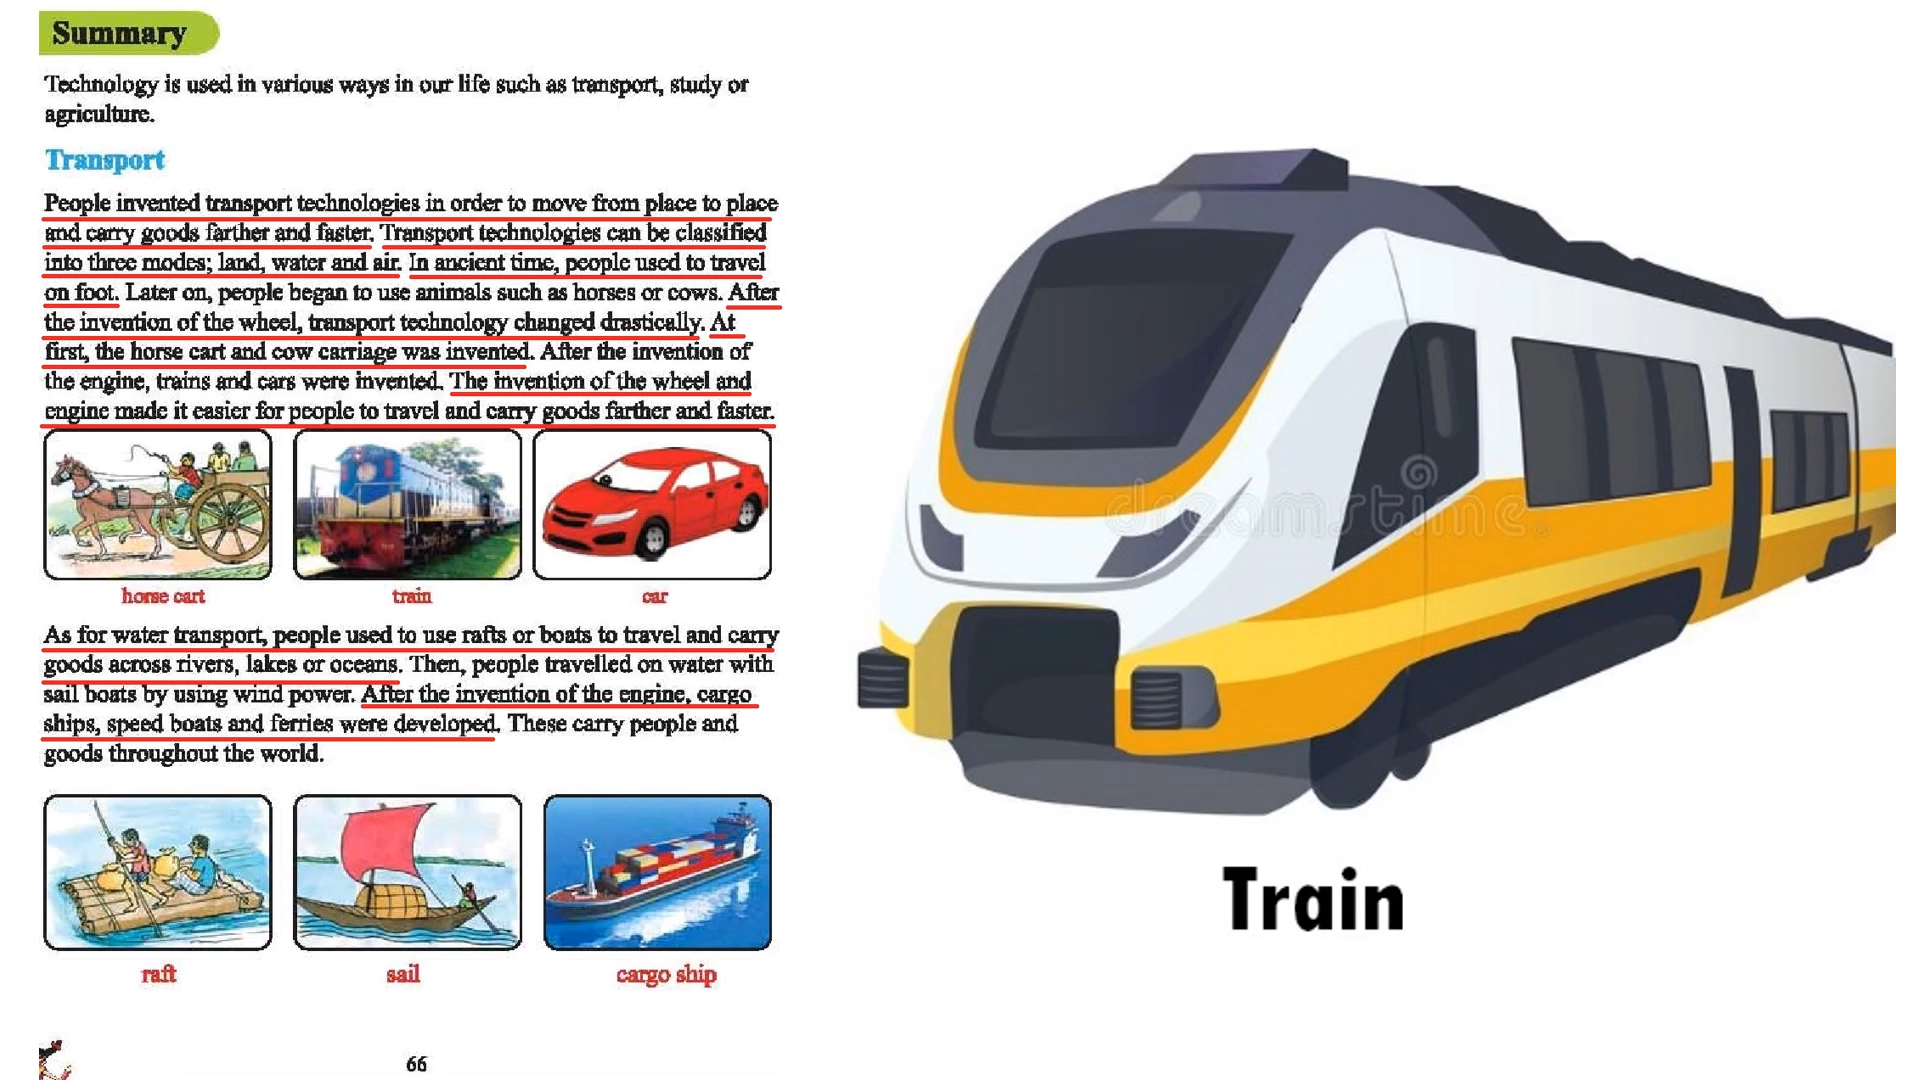 Summary
Technology is used in various ways in our life such as transport, study or
agriculture.
Transport
People invented transport technologies in order to move from place to place
and carry goods farther and faster. Transport technologies can be classified
into three modes; land, water and air. In ancient time, people used to travel
on foot. Later on, people began to use animals such as horses or cows. After
the invention of the wheel, transport technology changed drastically. At
first, the horse cart and cow carriage was invented. After the invention of
the engine, trains and cars were invented. The invention of the wheel and
engine made it easier for people to travel and carry goods farther and faster.
horse cart
train
car
As for water transport, people used to use rafts or boats to travel and carry
goods across rivers, lakes or oceans. Then, people travelled on water with
sail boats by using wind power. After the invention of the engine, cargo
ships, speed boats and ferries were developed. These carry people and
goods throughout the world.
raft
sail
cargo ship
66
dreamstime.
Train